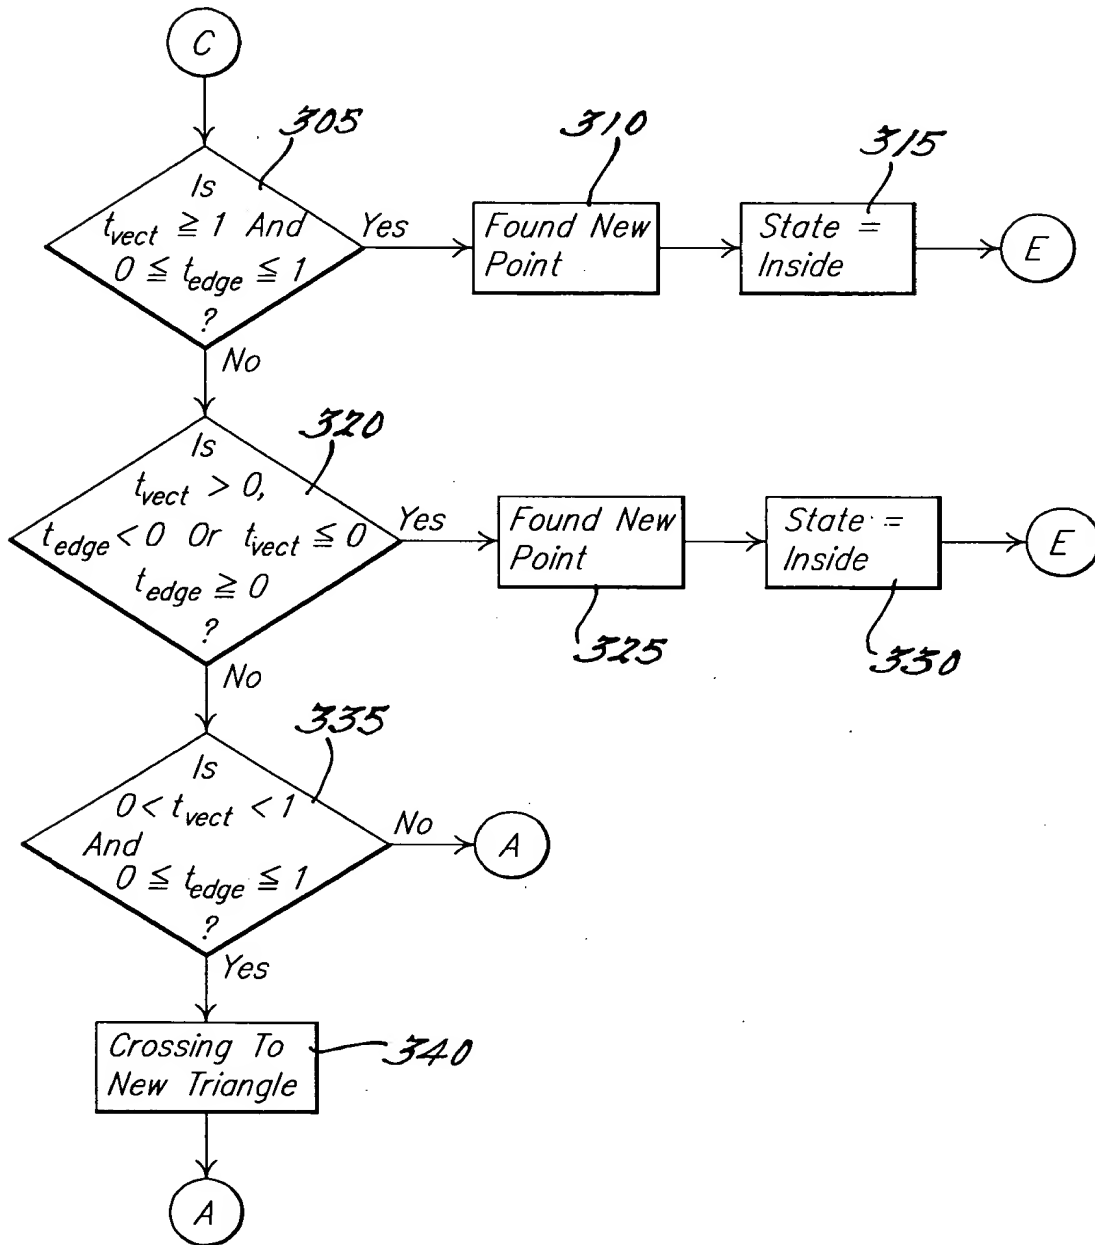 C
305
Is
t_vect ≥ 1 And
0 ≦ t_edge ≦ 1
?
Yes
310
Found New
Point
315
State =
Inside
E
No
320
Is
t_vect > 0,
t_edge < 0 Or t_vect ≦ 0
t_edge ≧ 0
?
Yes
Found New
Point
325
State =
Inside
330
E
No
335
Is
0 < t_vect < 1
And
0 ≦ t_edge ≦ 1
?
No
A
Yes
Crossing To
New Triangle
340
A